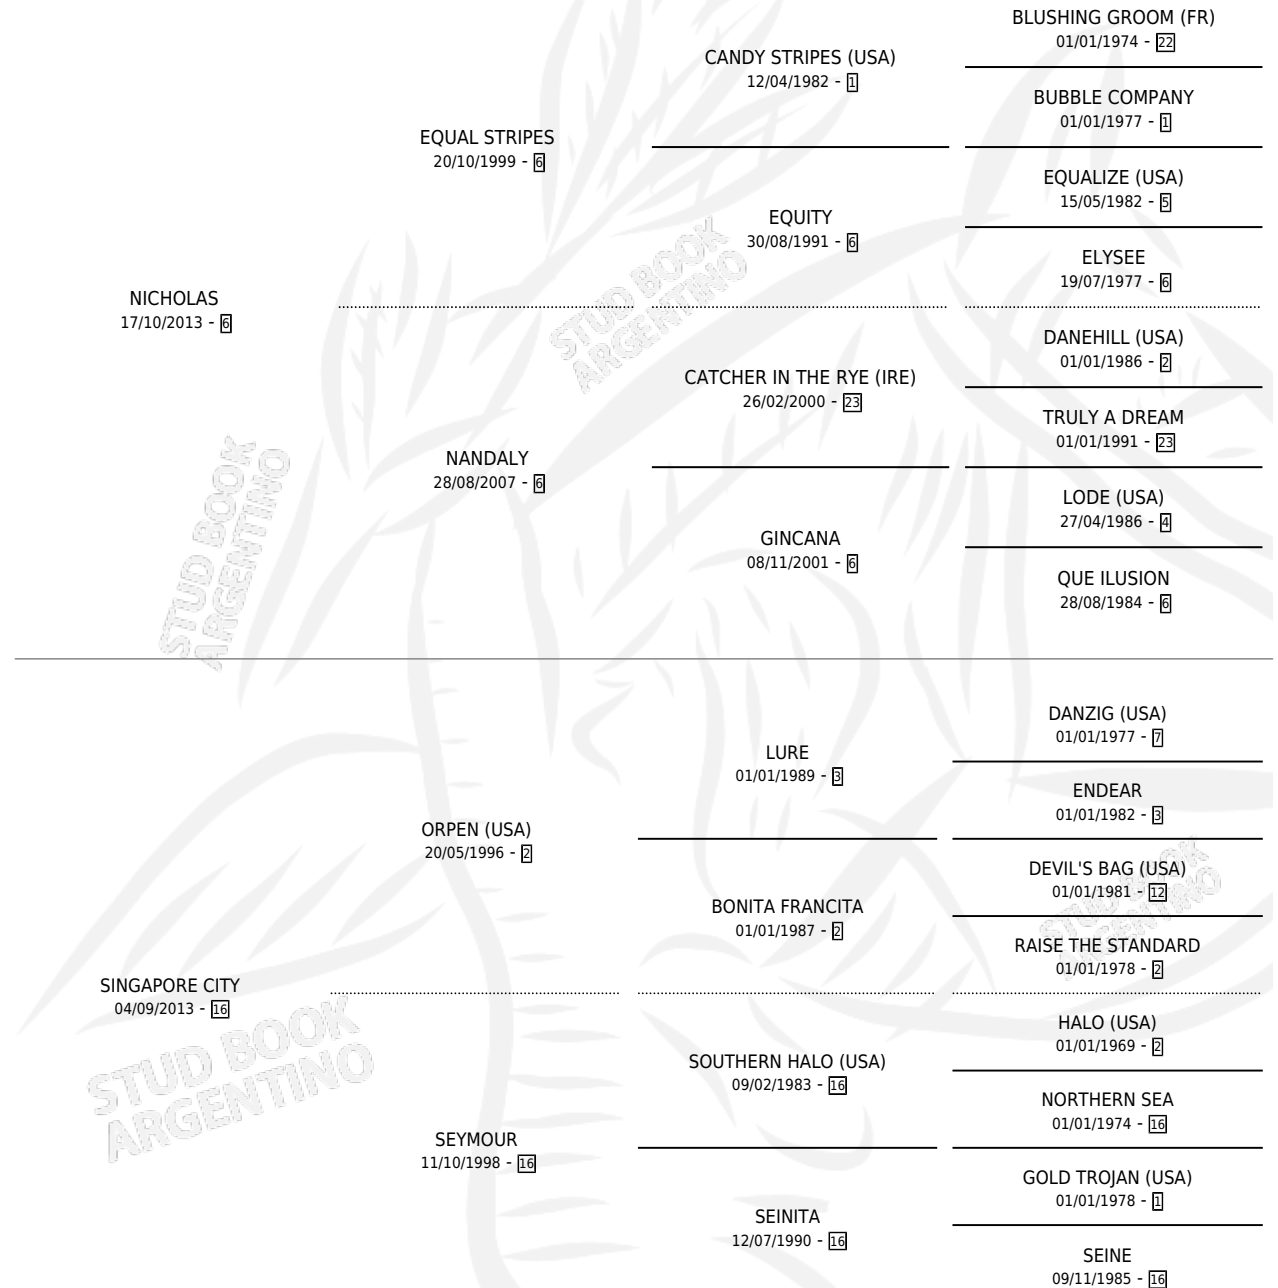 BLUSHING GROOM (FR)
01/01/1974 - 22
CANDY STRIPES (USA)
12/04/1982 - 1
BUBBLE COMPANY
01/01/1977 - 1
EQUAL STRIPES
20/10/1999 - 6
EQUALIZE (USA)
15/05/1982 - 5
EQUITY
30/08/1991 - 6
ELYSEE
19/07/1977 - 6
NICHOLAS
17/10/2013 - 6
DANEHILL (USA)
01/01/1986 - 2
CATCHER IN THE RYE (IRE)
26/02/2000 - 23
TRULY A DREAM
01/01/1991 - 23
NANDALY
28/08/2007 - 6
LODE (USA)
27/04/1986 - 4
GINCANA
08/11/2001 - 6
QUE ILUSION
28/08/1984 - 6
STUD BOOK
ARGENTINO
STUD BOOK
ARGENTINO
DANZIG (USA)
01/01/1977 - 7
LURE
01/01/1989 - 3
ENDEAR
01/01/1982 - 3
ORPEN (USA)
20/05/1996 - 2
DEVIL'S BAG (USA)
01/01/1981 - 12
BONITA FRANCITA
01/01/1987 - 2
RAISE THE STANDARD
01/01/1978 - 2
SINGAPORE CITY
04/09/2013 - 16
HALO (USA)
01/01/1969 - 2
SOUTHERN HALO (USA)
09/02/1983 - 16
NORTHERN SEA
01/01/1974 - 16
SEYMOUR
11/10/1998 - 16
GOLD TROJAN (USA)
01/01/1978 - 1
SEINITA
12/07/1990 - 16
SEINE
09/11/1985 - 16
STUD BOOK
ARGENTINO
STUD BOOK
ARGENTINO